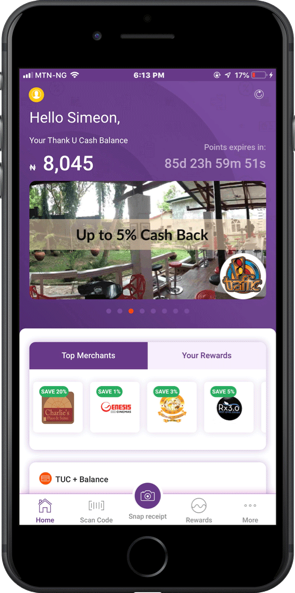 MTN-NG 6:13 PM 17%
Hello Simeon,
Your Thank U Cash Balance
Points expires in:
₦ 8,045 85d 23h 59m 51s
Up to 5% Cash Back
Top Merchants Your Rewards
SAVE 20% SAVE 1% SAVE 3% SAVE 5%
Charlie's GENESIS Rx3.0
TUC + Balance
Home Scan Code Snap receipt Rewards More